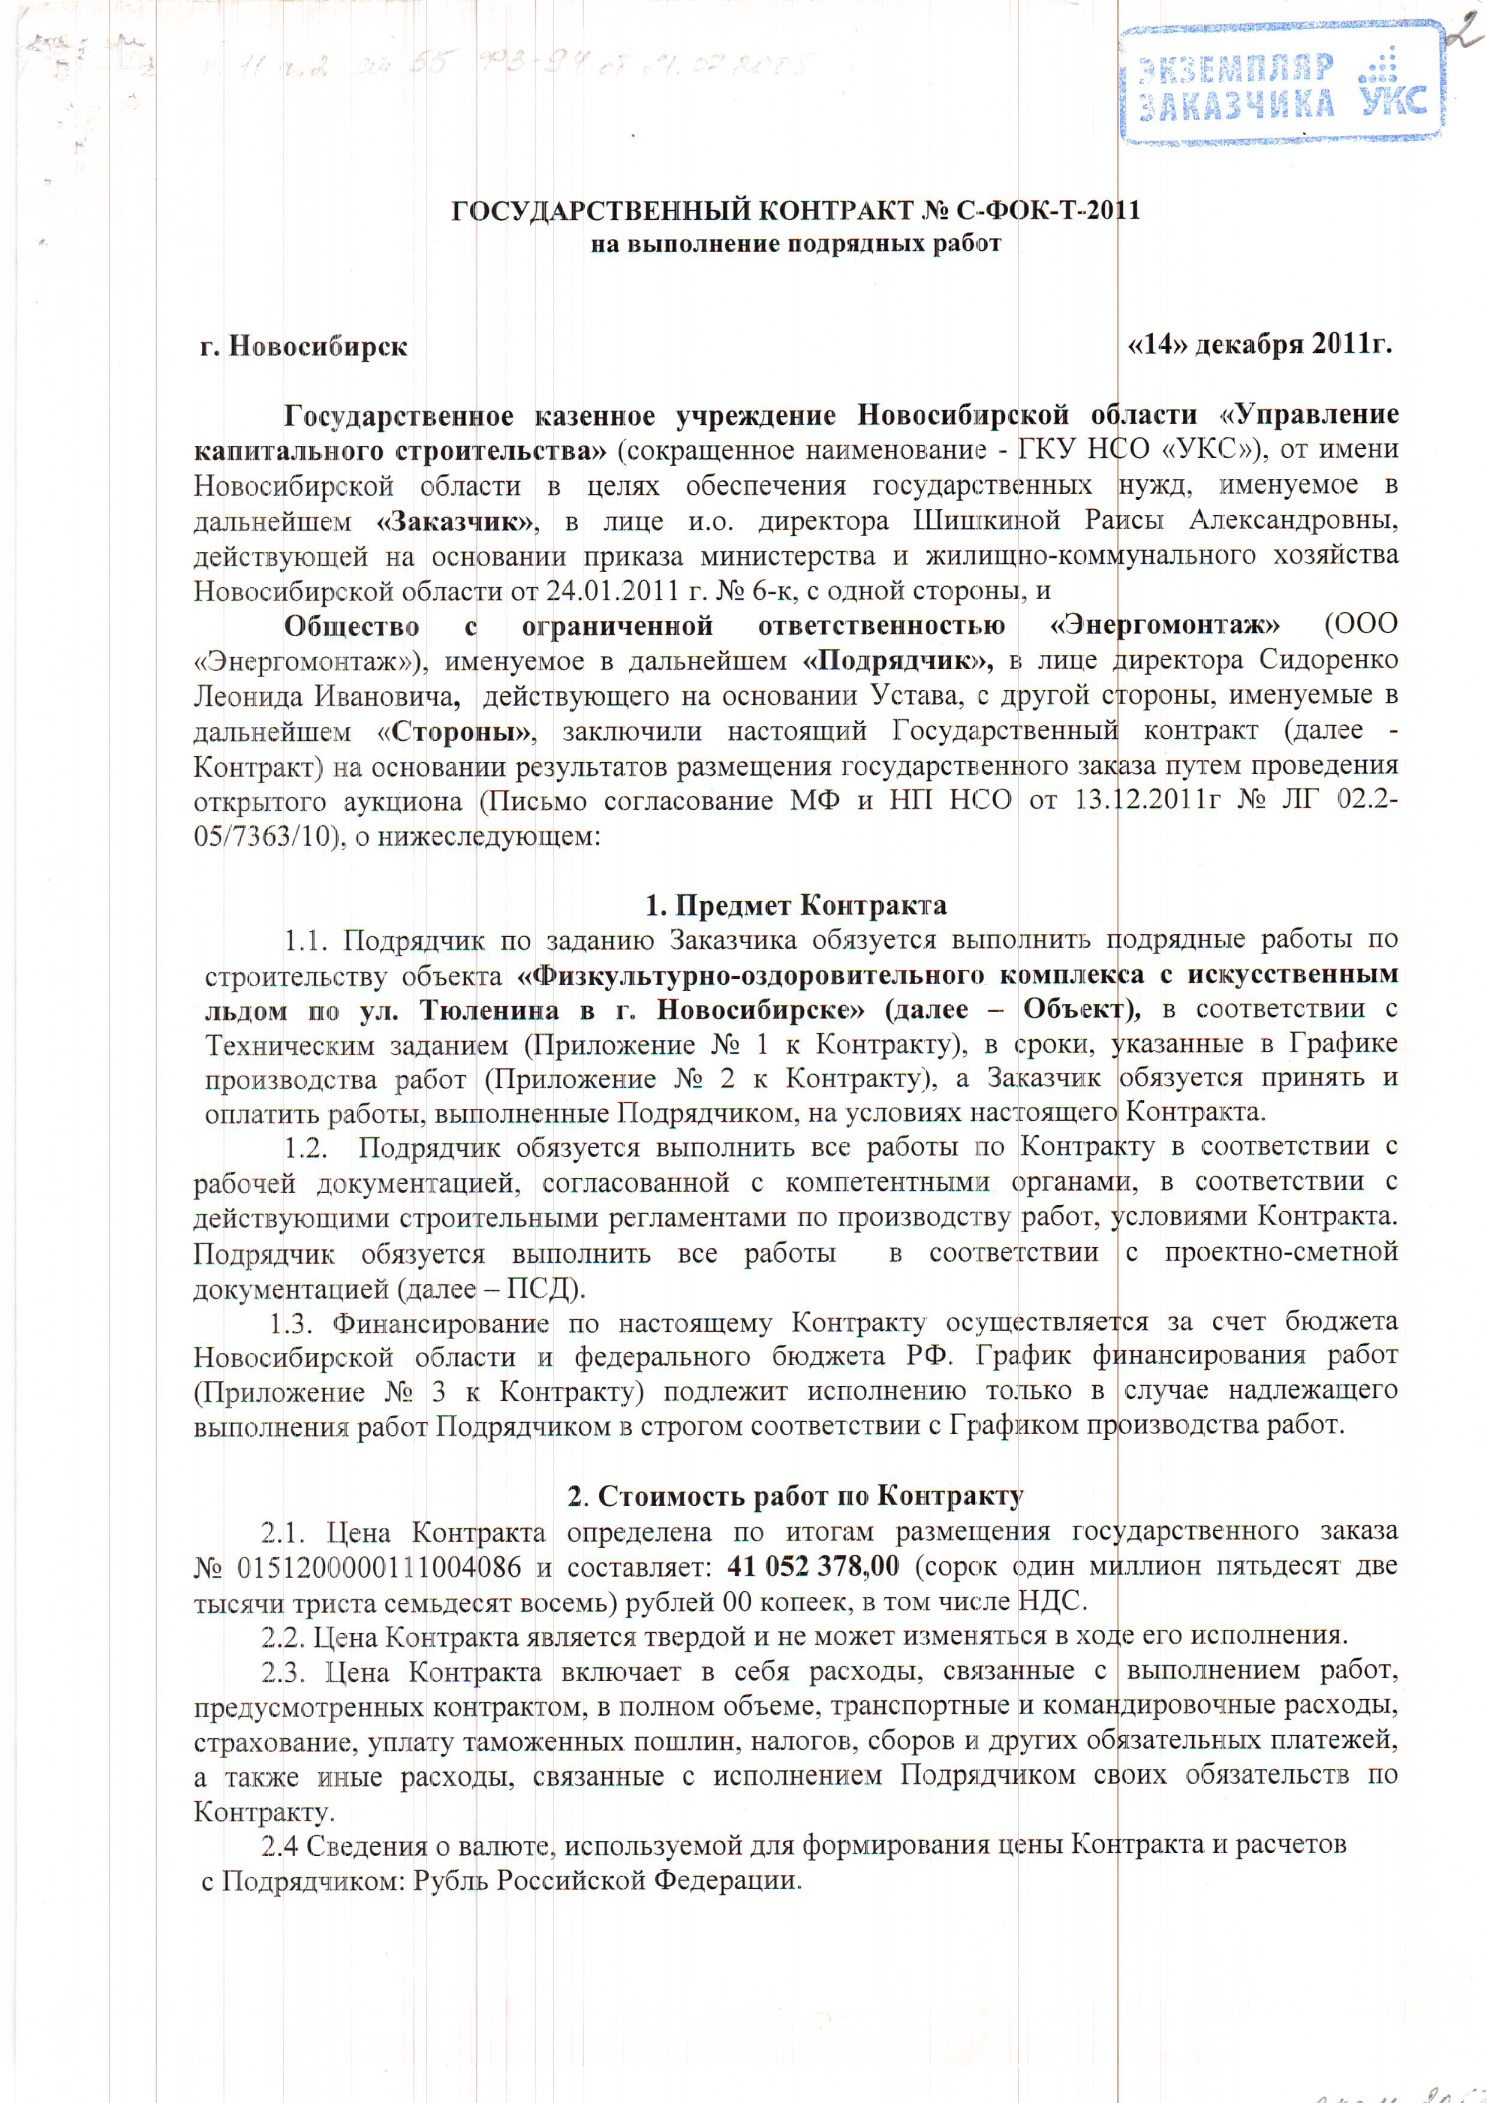 2
ЭКЗЕМПЛЯР
ЗАКАЗЧИКА УКС
п. 11 ч. 2 ст 55 ФЗ-94 от 21.07.2005
ГОСУДАРСТВЕННЫЙ КОНТРАКТ № С-ФОК-Т-2011
на выполнение подрядных работ
г. Новосибирск «14» декабря 2011г.
Государственное казенное учреждение Новосибирской области «Управление
капитального строительства» (сокращенное наименование - ГКУ НСО «УКС»), от имени
Новосибирской области в целях обеспечения государственных нужд, именуемое в
дальнейшем «Заказчик», в лице и.о. директора Шишкиной Раисы Александровны,
действующей на основании приказа министерства и жилищно-коммунального хозяйства
Новосибирской области от 24.01.2011 г. № 6-к, с одной стороны, и
Общество с ограниченной ответственностью «Энергомонтаж» (ООО
«Энергомонтаж»), именуемое в дальнейшем «Подрядчик», в лице директора Сидоренко
Леонида Ивановича, действующего на основании Устава, с другой стороны, именуемые в
дальнейшем «Стороны», заключили настоящий Государственный контракт (далее -
Контракт) на основании результатов размещения государственного заказа путем проведения
открытого аукциона (Письмо согласование МФ и НП НСО от 13.12.2011г № ЛГ 02.2-
05/7363/10), о нижеследующем:
1. Предмет Контракта
1.1. Подрядчик по заданию Заказчика обязуется выполнить подрядные работы по
строительству объекта «Физкультурно-оздоровительного комплекса с искусственным
льдом по ул. Тюленина в г. Новосибирске» (далее – Объект), в соответствии с
Техническим заданием (Приложение № 1 к Контракту), в сроки, указанные в Графике
производства работ (Приложение № 2 к Контракту), а Заказчик обязуется принять и
оплатить работы, выполненные Подрядчиком, на условиях настоящего Контракта.
1.2. Подрядчик обязуется выполнить все работы по Контракту в соответствии с
рабочей документацией, согласованной с компетентными органами, в соответствии с
действующими строительными регламентами по производству работ, условиями Контракта.
Подрядчик обязуется выполнить все работы в соответствии с проектно-сметной
документацией (далее – ПСД).
1.3. Финансирование по настоящему Контракту осуществляется за счет бюджета
Новосибирской области и федерального бюджета РФ. График финансирования работ
(Приложение № 3 к Контракту) подлежит исполнению только в случае надлежащего
выполнения работ Подрядчиком в строгом соответствии с Графиком производства работ.
2. Стоимость работ по Контракту
2.1. Цена Контракта определена по итогам размещения государственного заказа
№ 0151200000111004086 и составляет: 41 052 378,00 (сорок один миллион пятьдесят две
тысячи триста семьдесят восемь) рублей 00 копеек, в том числе НДС.
2.2. Цена Контракта является твердой и не может изменяться в ходе его исполнения.
2.3. Цена Контракта включает в себя расходы, связанные с выполнением работ,
предусмотренных контрактом, в полном объеме, транспортные и командировочные расходы,
страхование, уплату таможенных пошлин, налогов, сборов и других обязательных платежей,
а также иные расходы, связанные с исполнением Подрядчиком своих обязательств по
Контракту.
2.4 Сведения о валюте, используемой для формирования цены Контракта и расчетов
с Подрядчиком: Рубль Российской Федерации.